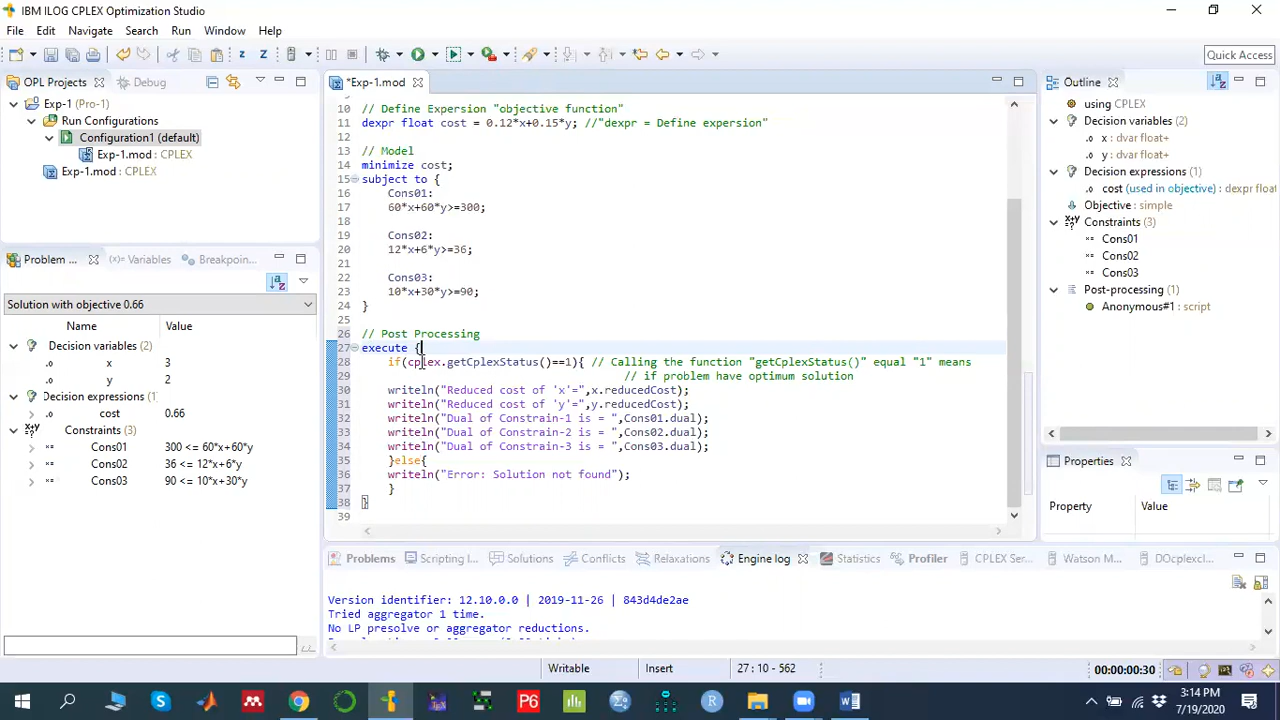 IBM ILOG CPLEX Optimization Studio
File Edit Navigate Search Run Window Help
Quick Access
OPL Projects Debug
Exp-1 (Pro-1)
Run Configurations
Configuration1 (default)
Exp-1.mod : CPLEX
Exp-1.mod : CPLEX
Problem ... Variables Breakpoin...
Solution with objective 0.66
Name Value
Decision variables (2)
x 3
y 2
Decision expressions (1)
cost 0.66
Constraints (3)
Cons01 300 <= 60*x+60*y
Cons02 36 <= 12*x+6*y
Cons03 90 <= 10*x+30*y
*Exp-1.mod
10 // Define Expersion "objective function"
11 dexpr float cost = 0.12*x+0.15*y; //"dexpr = Define expersion"
12
13 // Model
14 minimize cost;
15 subject to {
16 Cons01:
17 60*x+60*y>=300;
18
19 Cons02:
20 12*x+6*y>=36;
21
22 Cons03:
23 10*x+30*y>=90;
24 }
25
26 // Post Processing
27 execute {
28 if(cplex.getCplexStatus()==1){ // Calling the function "getCplexStatus()" equal "1" means
29 // if problem have optimum solution
30 writeln("Reduced cost of 'x'=",x.reducedCost);
31 writeln("Reduced cost of 'y'=",y.reducedCost);
32 writeln("Dual of Constrain-1 is = ",Cons01.dual);
33 writeln("Dual of Constrain-2 is = ",Cons02.dual);
34 writeln("Dual of Constrain-3 is = ",Cons03.dual);
35 }else{
36 writeln("Error: Solution not found");
37 }
38 }
39
Outline
using CPLEX
Decision variables (2)
x : dvar float+
y : dvar float+
Decision expressions (1)
cost (used in objective) : dexpr float
Objective : simple
Constraints (3)
Cons01
Cons02
Cons03
Post-processing (1)
Anonymous#1 : script
Properties
Property Value
Problems Scripting l... Solutions Conflicts Relaxations Engine log Statistics Profiler CPLEX Ser... Watson M... DOcplexcl...
Version identifier: 12.10.0.0 | 2019-11-26 | 843d4de2ae
Tried aggregator 1 time.
No LP presolve or aggregator reductions.
Writable Insert 27 : 10 - 562 00:00:00:30
3:14 PM
7/19/2020